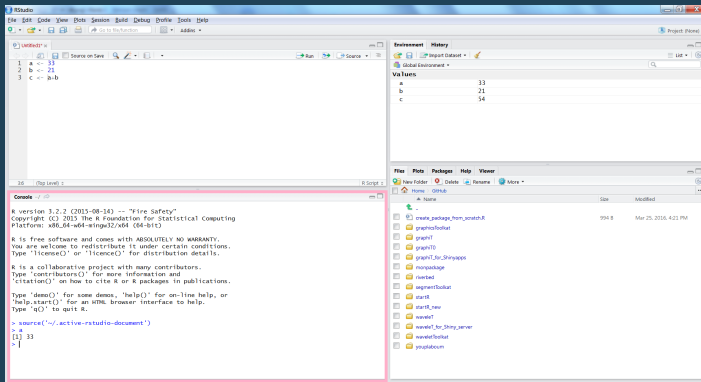 RStudio
File Edit Code View Plots Session Build Debug Profile Tools Help
Go to file/function Addins Project: (None)
Untitled1*
Source on Save Run Source
1 a <- 33
2 b <- 21
3 c <- a+b
3:6 (Top Level) R Script
Console ~/
R version 3.2.2 (2015-08-14) -- "Fire Safety"
Copyright (C) 2015 The R Foundation for Statistical Computing
Platform: x86_64-w64-mingw32/x64 (64-bit)
R is free software and comes with ABSOLUTELY NO WARRANTY.
You are welcome to redistribute it under certain conditions.
Type 'license()' or 'licence()' for distribution details.
R is a collaborative project with many contributors.
Type 'contributors()' for more information and
'citation()' on how to cite R or R packages in publications.
Type 'demo()' for some demos, 'help()' for on-line help, or
'help.start()' for an HTML browser interface to help.
Type 'q()' to quit R.
> source('~/.active-rstudio-document')
> a
[1] 33
>
Environment History
Import Dataset List
Global Environment
Values
a 33
b 21
c 54
Files Plots Packages Help Viewer
New Folder Delete Rename More
Home GitHub
Name Size Modified
..
create_package_from_scratch.R 994 B Mar 25, 2016, 4:21 PM
graphicsToolkat
graphiT
graphiT0
graphiT_for_Shinyapps
monpackage
riverbed
segmentToolkat
startR
startR_new
waveleT
waveleT_for_Shiny_server
waveletToolkat
youplaboum